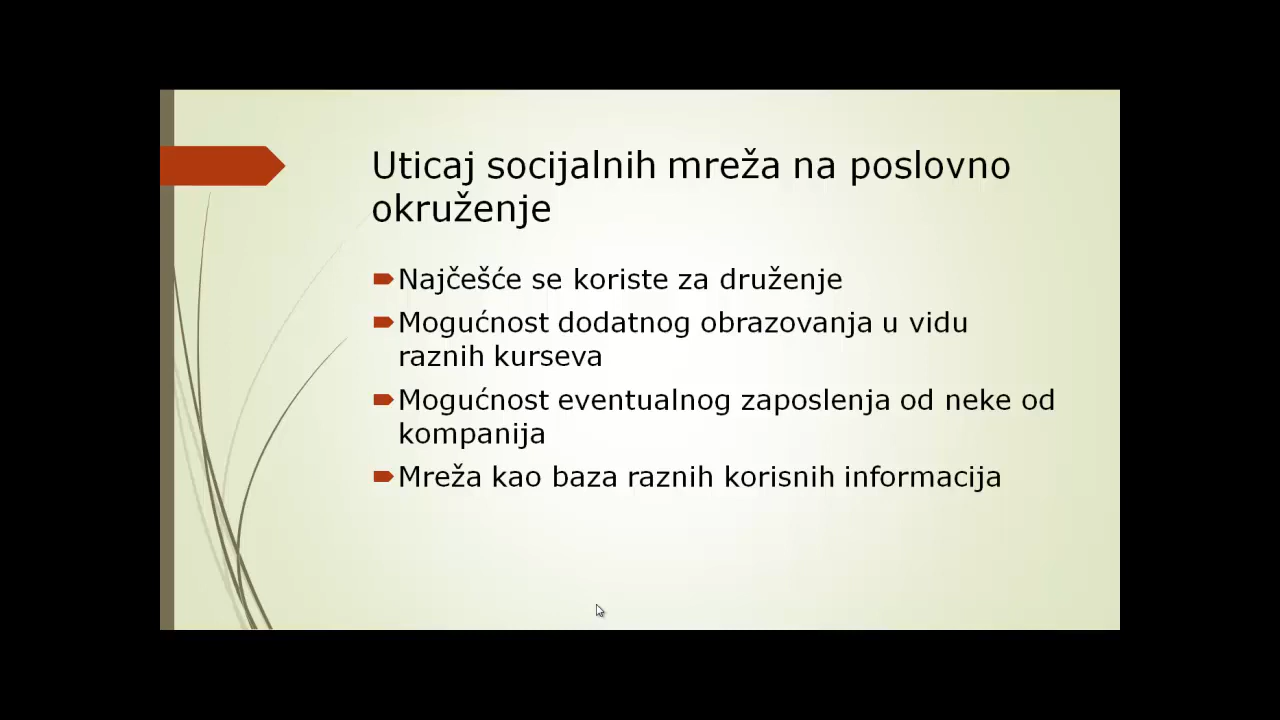 Uticaj socijalnih mreža na poslovno
okruženje
Najčešće se koriste za druženje
Mogućnost dodatnog obrazovanja u vidu
raznih kurseva
Mogućnost eventualnog zaposlenja od neke od
kompanija
Mreža kao baza raznih korisnih informacija